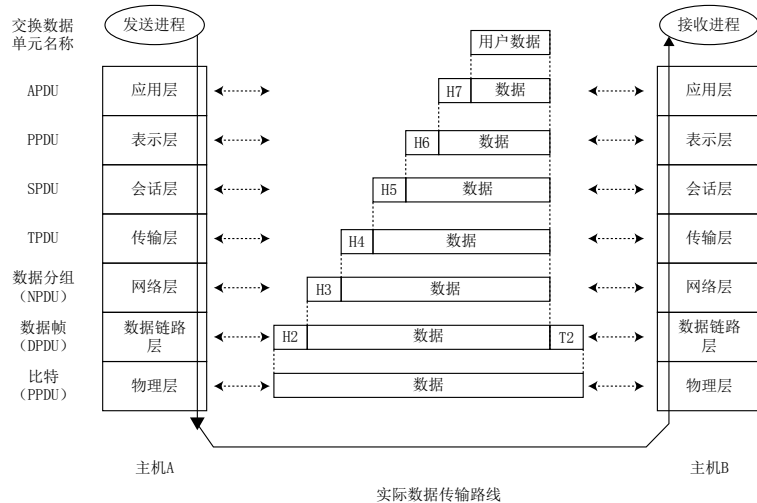 交换数据
单元名称
发送进程
用户数据
接收进程
APDU
应用层
H7
数据
应用层
PPDU
表示层
H6
数据
表示层
SPDU
会话层
H5
数据
会话层
TPDU
传输层
H4
数据
传输层
数据分组
（NPDU）
网络层
H3
数据
网络层
数据帧
（DPDU）
数据链路
层
H2
数据
T2
数据链路
层
比特
（PPDU）
物理层
数据
物理层
主机A
主机B
实际数据传输路线